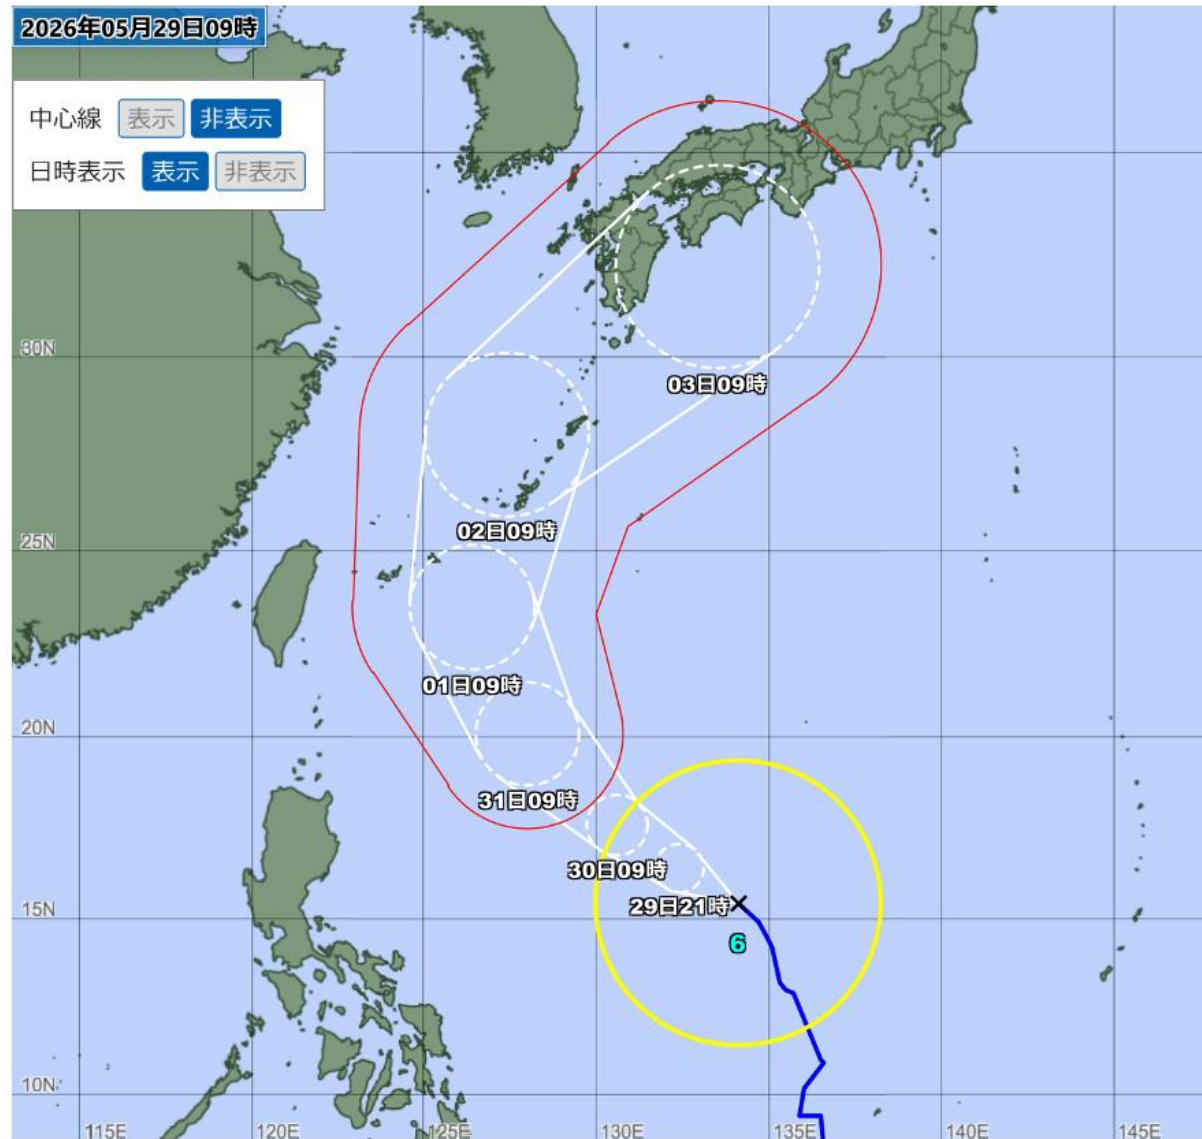 2026年05月29日09時
中心線 表示 非表示
日時表示 表示 非表示
30N
03日09時
02日09時
25N
01日09時
20N
31日09時
30日09時
29日21時
15N
6
10N
115E 120E 125E 130E 135E 140E 145E